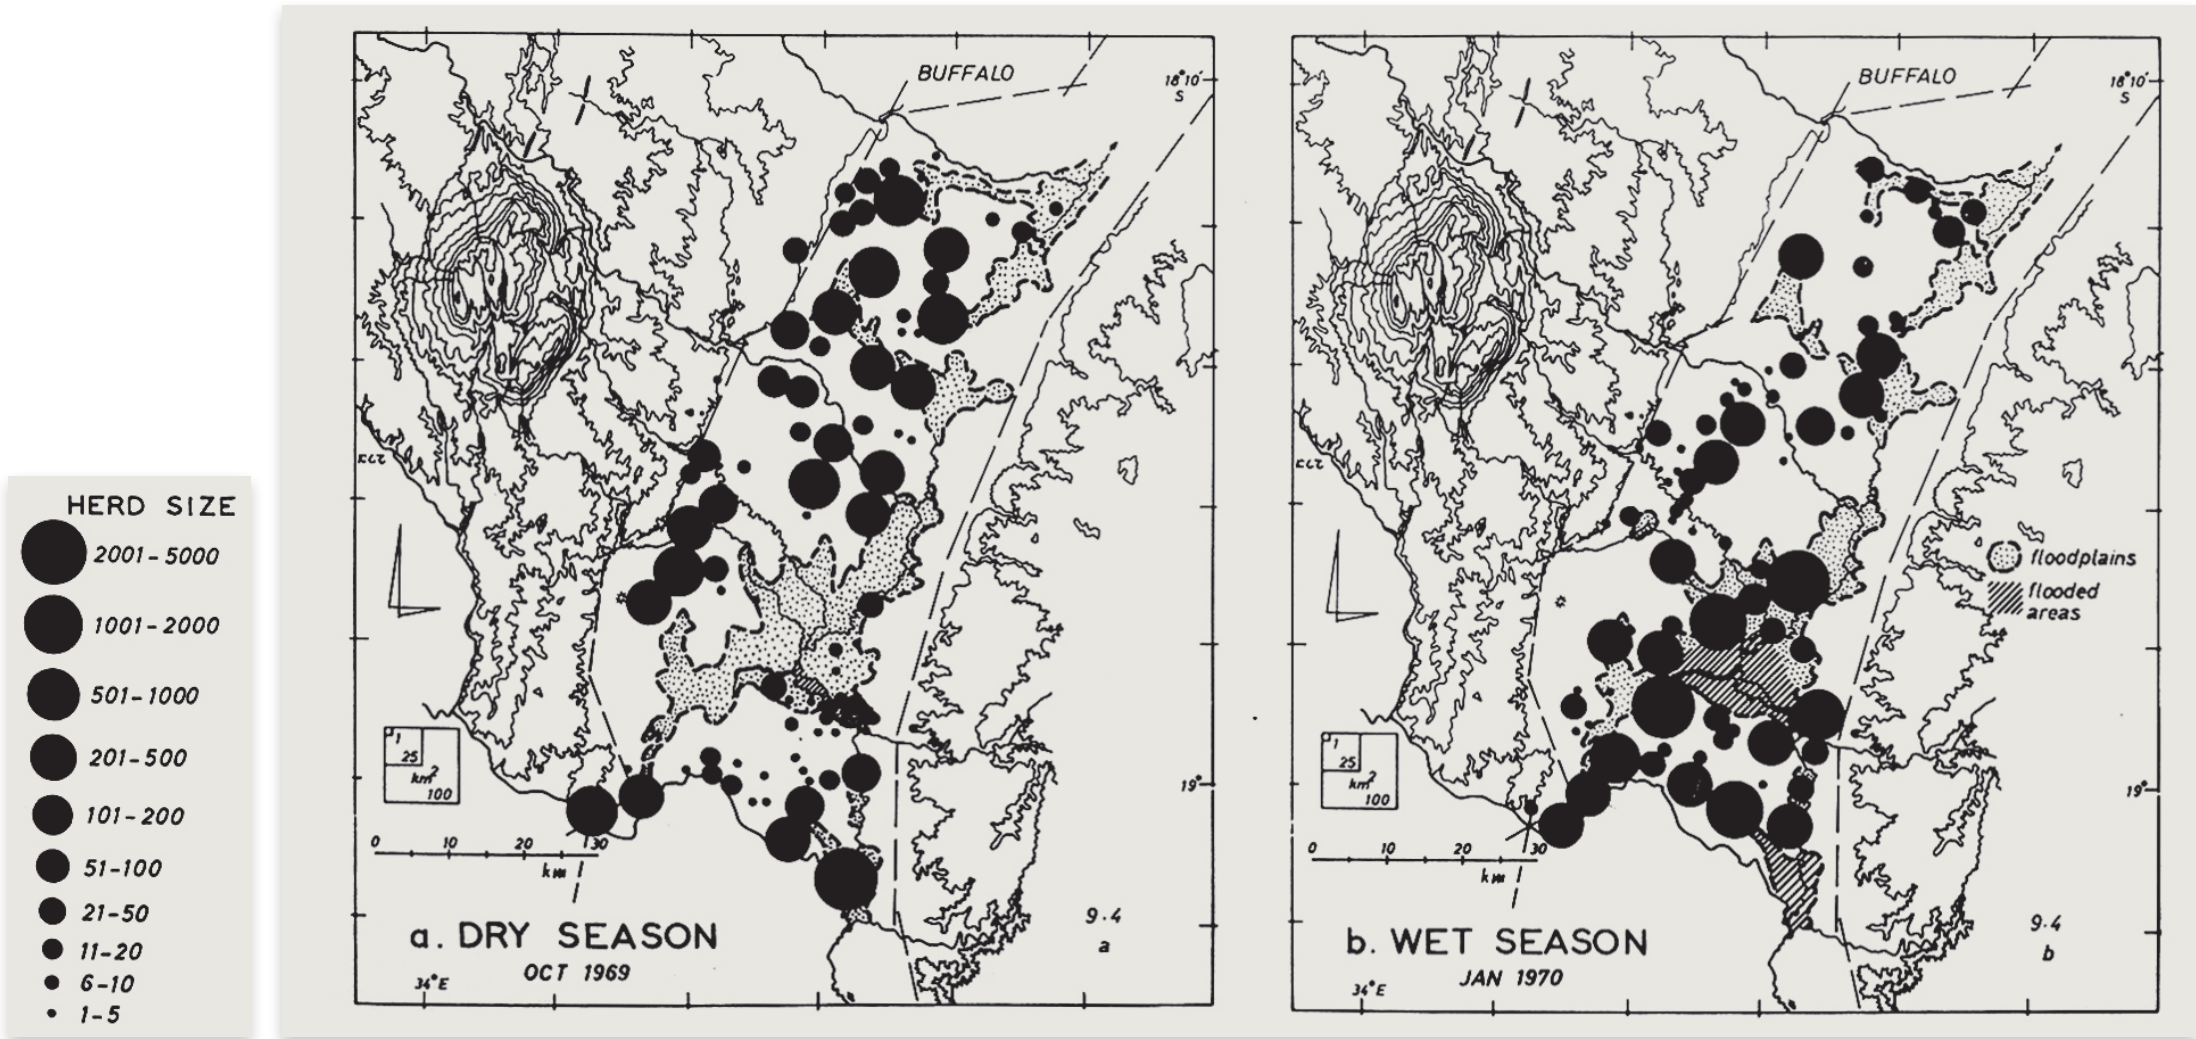 HERD SIZE
2001-5000
1001-2000
501-1000
201-500
101-200
51-100
21-50
11-20
6-10
1-5
BUFFALO
18°10'
S
1
25
km²
100
0 10 20 30
km
19°
a. DRY SEASON
OCT 1969
34°E
9.4
a
BUFFALO
18°10'
S
floodplains
flooded
areas
1
25
km²
100
0 10 20 30
km
19°
b. WET SEASON
JAN 1970
34°E
9.4
b